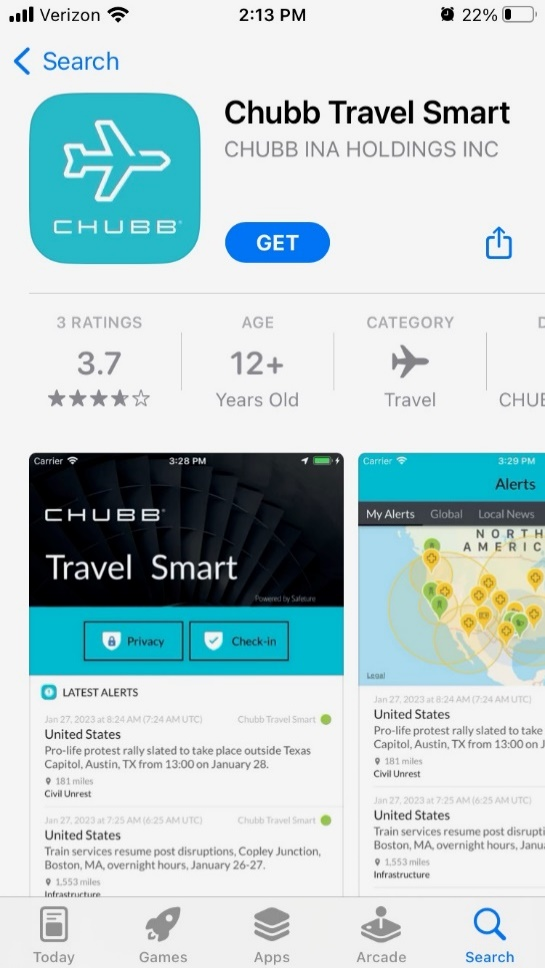 Verizon 2:13 PM 22%
Search
Chubb Travel Smart
CHUBB INA HOLDINGS INC
CHUBB
GET
3 RATINGS AGE CATEGORY D
3.7 12+
Years Old Travel CHUB
Carrier 3:28 PM
CHUBB
Travel Smart
Powered by Safeture
Privacy Check-in
LATEST ALERTS
Jan 27, 2023 at 8:24 AM (7:24 AM UTC) Chubb Travel Smart
United States
Pro-life protest rally slated to take place outside Texas
Capitol, Austin, TX from 13:00 on January 28.
181 miles
Civil Unrest
Jan 27, 2023 at 7:25 AM (6:25 AM UTC) Chubb Travel Smart
United States
Train services resume post disruptions, Copley Junction,
Boston, MA, overnight hours, January 26-27.
1,553 miles
Infrastructure
Carrier 3:29 PM
Alerts
My Alerts Global Local News
NORTH
AMERIC
Legal
Jan 27, 2023 at 8:24 AM (7:24 AM UTC)
United States
Pro-life protest rally slated to take
Capitol, Austin, TX from 13:00 on J
181 miles
Civil Unrest
Jan 27, 2023 at 7:25 AM (6:25 AM UTC)
United States
Train services resume post disrupti
Boston, MA, overnight hours, Janu
1,553 miles
Infrastructure
Today Games Apps Arcade Search